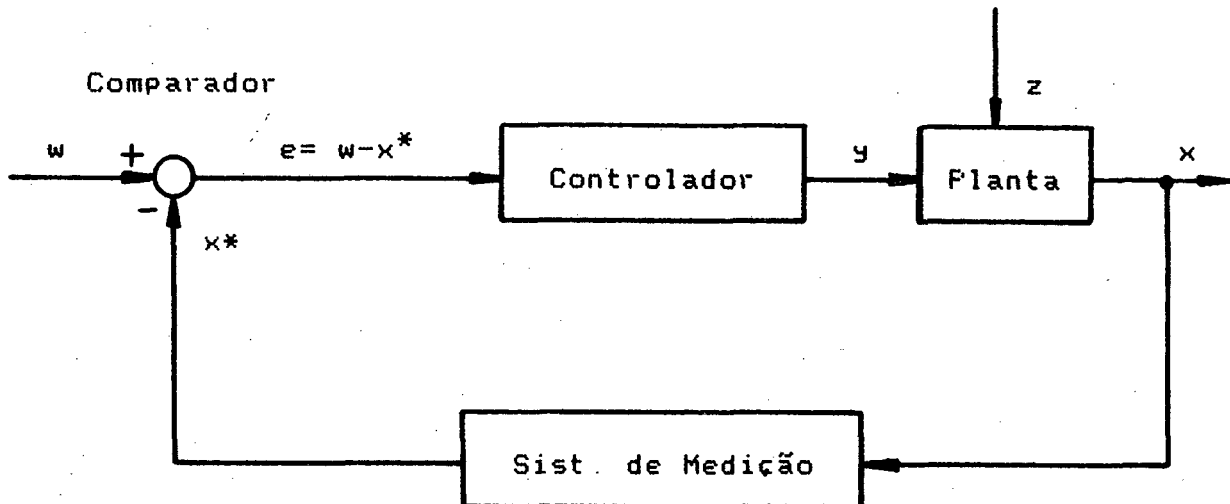 Comparador
z
w
+
e= w-x*
Controlador
y
Planta
x
-
x*
Sist. de Medição